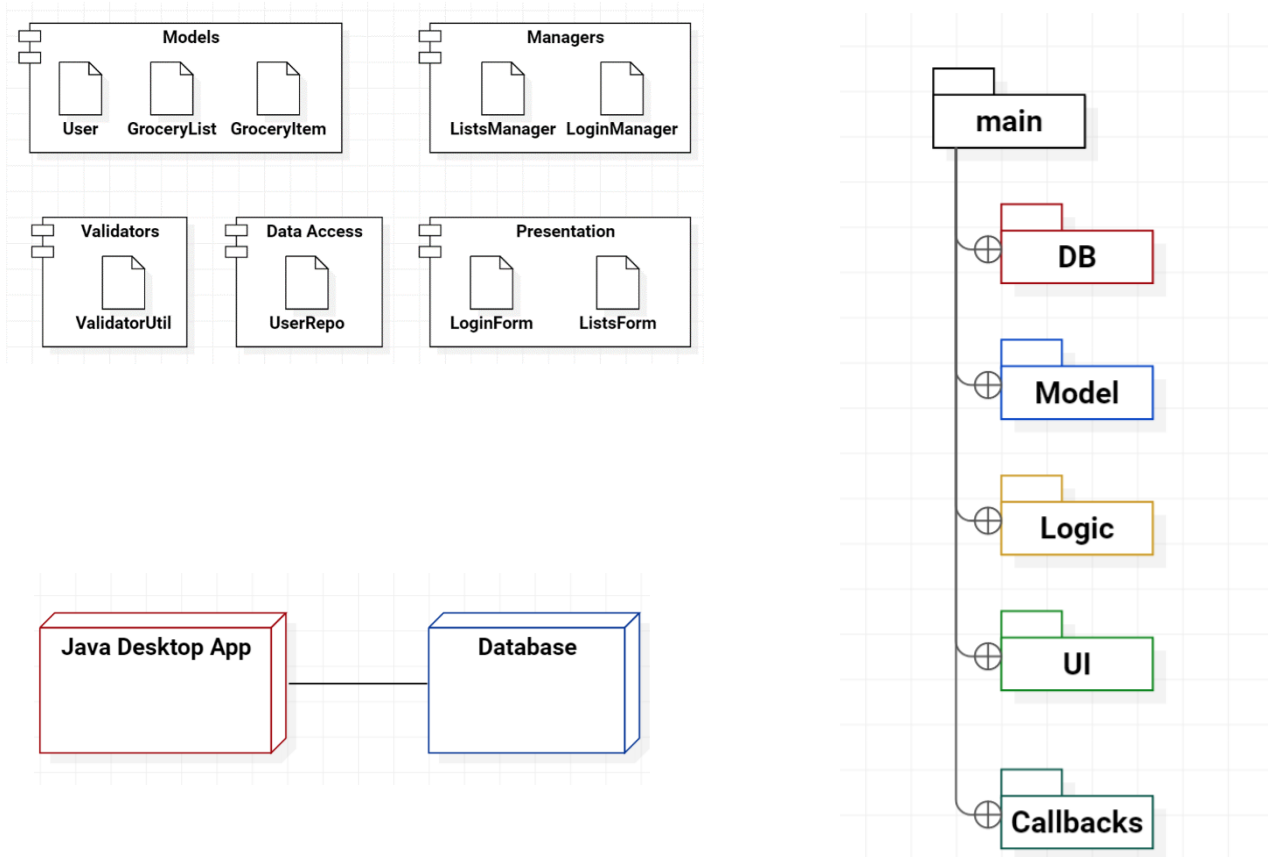 Models
User
GroceryList
GroceryItem
Managers
ListsManager
LoginManager
Validators
ValidatorUtil
Data Access
UserRepo
Presentation
LoginForm
ListsForm
Java Desktop App
Database
main
DB
Model
Logic
UI
Callbacks